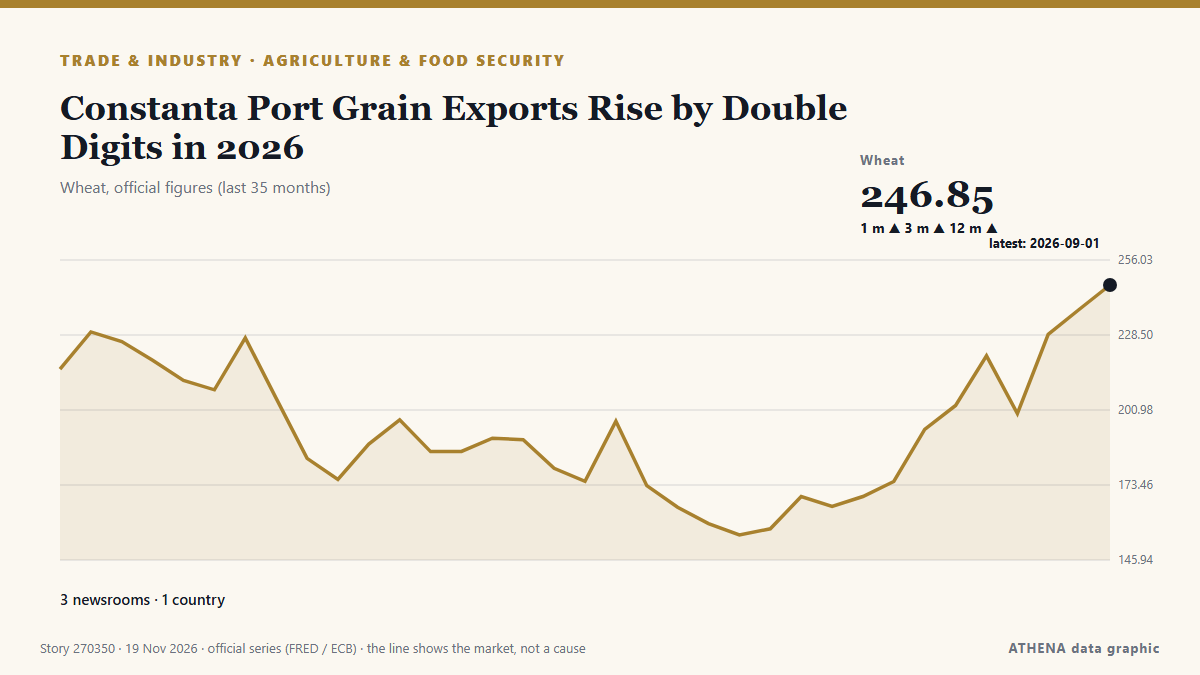 TRADE & INDUSTRY · AGRICULTURE & FOOD SECURITY
Constanta Port Grain Exports Rise by Double
Digits in 2026
Wheat, official figures (last 35 months)
Wheat
246.85
1 m ▲ 3 m ▲ 12 m ▲
latest: 2026-09-01
256.03
228.50
200.98
173.46
145.94
3 newsrooms · 1 country
Story 270350 · 19 Nov 2026 · official series (FRED / ECB) · the line shows the market, not a cause
ATHENA data graphic